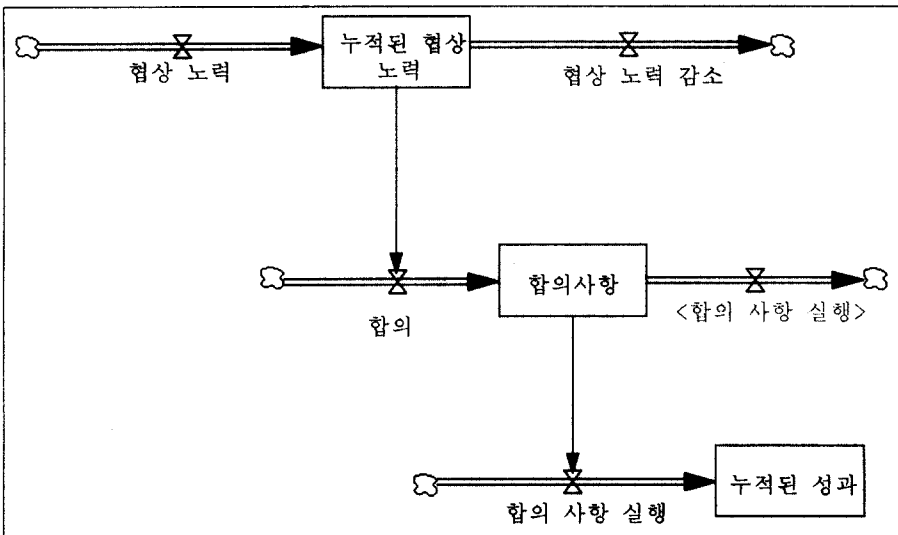 누적된 협상
노력
협상 노력
협상 노력 감소
합의사항
합의
<합의 사항 실행>
누적된 성과
합의 사항 실행